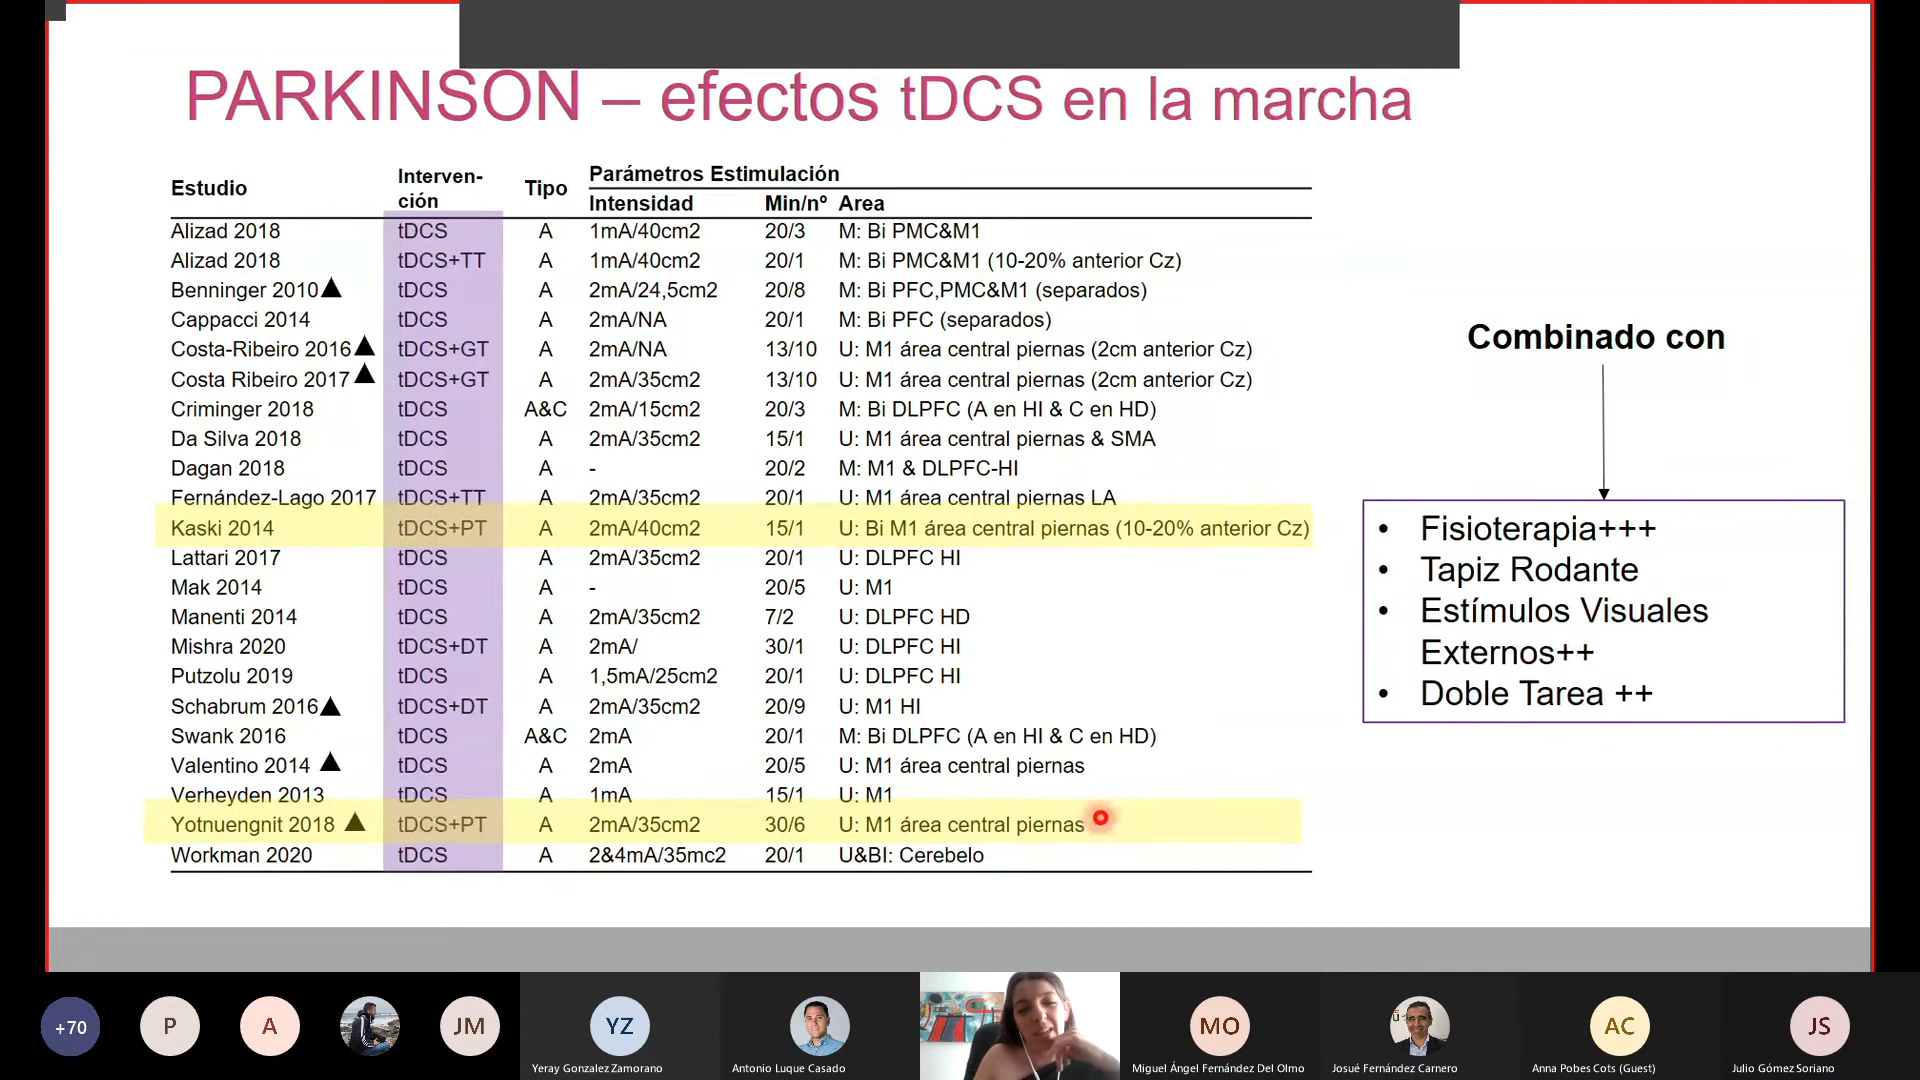 PARKINSON – efectos tDCS en la marcha
Estudio Interven-ción Tipo Parámetros Estimulación
Intensidad Min/nº Area
Alizad 2018 tDCS A 1mA/40cm2 20/3 M: Bi PMC&M1
Alizad 2018 tDCS+TT A 1mA/40cm2 20/1 M: Bi PMC&M1 (10-20% anterior Cz)
Benninger 2010▲ tDCS A 2mA/24,5cm2 20/8 M: Bi PFC,PMC&M1 (separados)
Cappacci 2014 tDCS A 2mA/NA 20/1 M: Bi PFC (separados)
Costa-Ribeiro 2016▲ tDCS+GT A 2mA/NA 13/10 U: M1 área central piernas (2cm anterior Cz)
Costa Ribeiro 2017▲ tDCS+GT A 2mA/35cm2 13/10 U: M1 área central piernas (2cm anterior Cz)
Criminger 2018 tDCS A&C 2mA/15cm2 20/3 M: Bi DLPFC (A en HI & C en HD)
Da Silva 2018 tDCS A 2mA/35cm2 15/1 U: M1 área central piernas & SMA
Dagan 2018 tDCS A - 20/2 M: M1 & DLPFC-HI
Fernández-Lago 2017 tDCS+TT A 2mA/35cm2 20/1 U: M1 área central piernas LA
Kaski 2014 tDCS+PT A 2mA/40cm2 15/1 U: Bi M1 área central piernas (10-20% anterior Cz)
Lattari 2017 tDCS A 2mA/35cm2 20/1 U: DLPFC HI
Mak 2014 tDCS A - 20/5 U: M1
Manenti 2014 tDCS A 2mA/35cm2 7/2 U: DLPFC HD
Mishra 2020 tDCS+DT A 2mA/ 30/1 U: DLPFC HI
Putzolu 2019 tDCS A 1,5mA/25cm2 20/1 U: DLPFC HI
Schabrum 2016▲ tDCS+DT A 2mA/35cm2 20/9 U: M1 HI
Swank 2016 tDCS A&C 2mA 20/1 M: Bi DLPFC (A en HI & C en HD)
Valentino 2014 ▲ tDCS A 2mA 20/5 U: M1 área central piernas
Verheyden 2013 tDCS A 1mA 15/1 U: M1
Yotnuengnit 2018 ▲ tDCS+PT A 2mA/35cm2 30/6 U: M1 área central piernas
Workman 2020 tDCS A 2&4mA/35mc2 20/1 U&BI: Cerebelo
Combinado con
• Fisioterapia+++
• Tapiz Rodante
• Estímulos Visuales
Externos++
• Doble Tarea ++
+70 P A JM YZ MO AC JS
Yeray Gonzalez Zamorano Antonio Luque Casado Miguel Ángel Fernández Del Olmo Josué Fernández Carnero Anna Pobes Cots (Guest) Julio Gómez Soriano